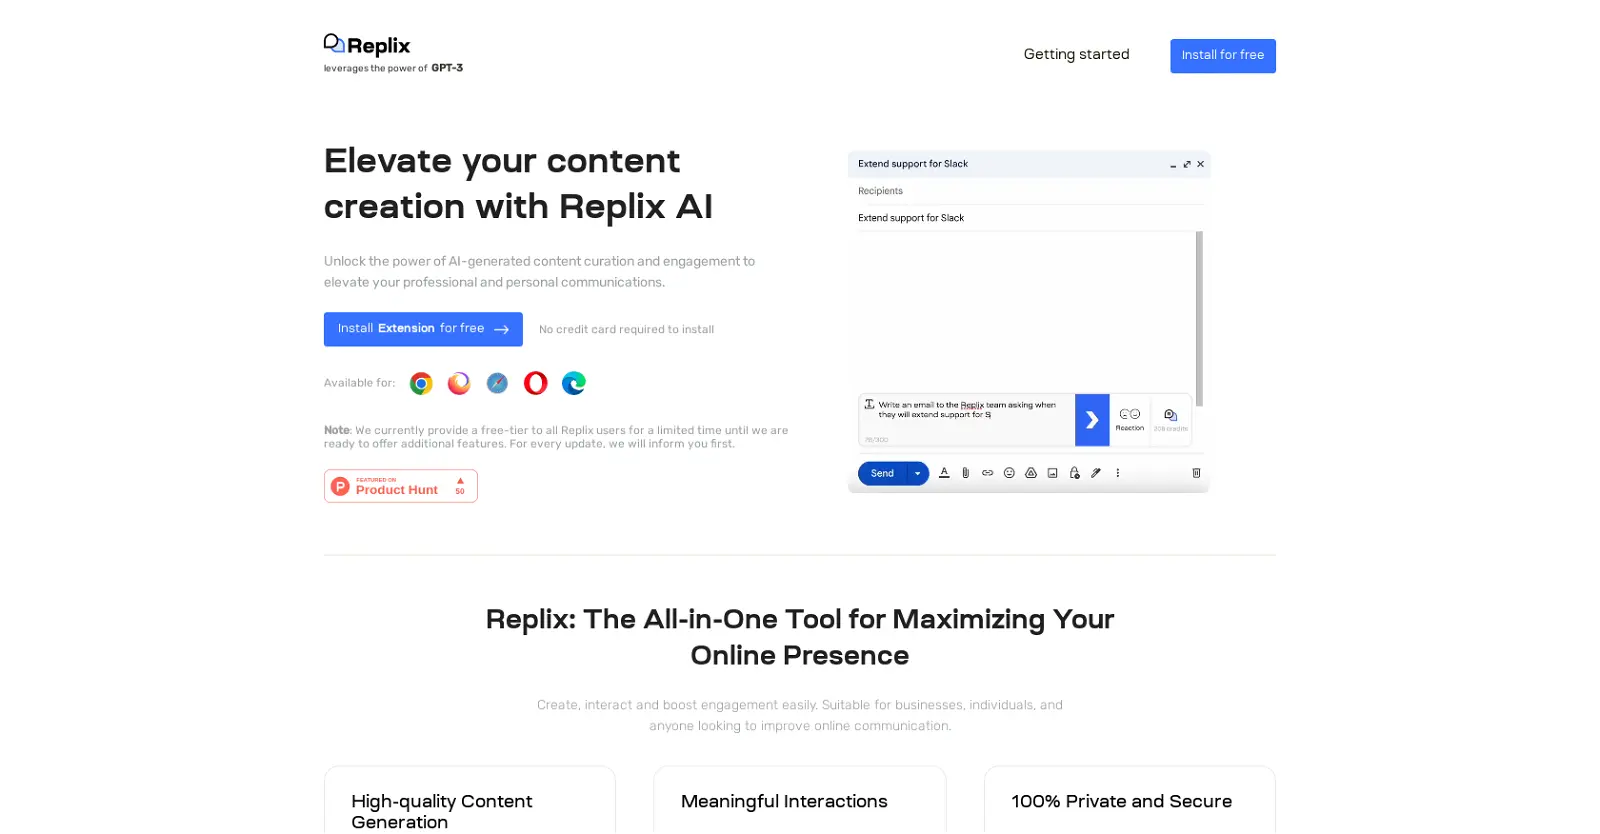 Replix
leverages the power of GPT-3
Getting started
Install for free
Elevate your content
creation with Replix AI
Unlock the power of AI-generated content curation and engagement to
elevate your professional and personal communications.
Install Extension for free
No credit card required to install
Available for:
Note: We currently provide a free-tier to all Replix users for a limited time until we are
ready to offer additional features. For every update, we will inform you first.
FEATURED ON
Product Hunt
50
Extend support for Slack
Recipients
Extend support for Slack
Write an email to the Replix team asking when
they will extend support for S
76/300
Reaction
206 credits
Send
Replix: The All-in-One Tool for Maximizing Your
Online Presence
Create, interact and boost engagement easily. Suitable for businesses, individuals, and
anyone looking to improve online communication.
High-quality Content
Generation
Meaningful Interactions
100% Private and Secure